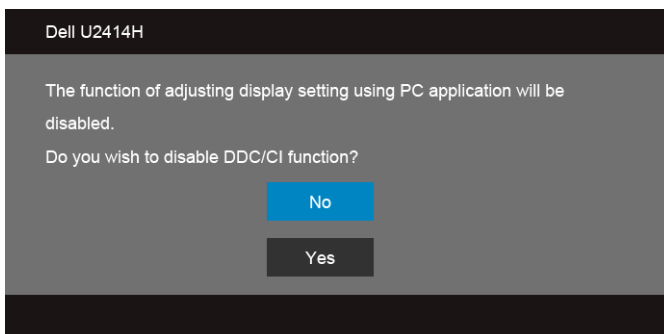 Dell U2414H
The function of adjusting display setting using PC application will be
disabled.
Do you wish to disable DDC/CI function?
No
Yes